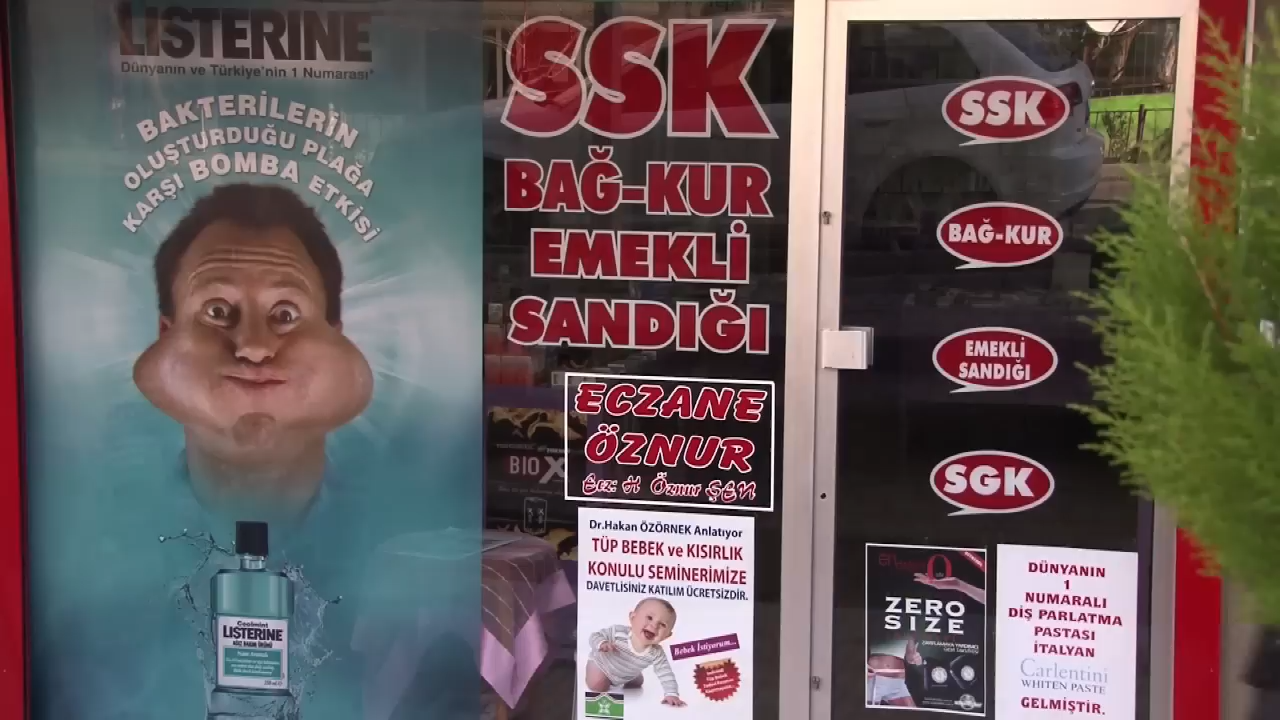 LISTERINE
Dünyanın ve Türkiye'nin 1 Numarası*
BAKTERİLERİN
OLUŞTURDUĞU PLAĞA
KARŞI BOMBA ETKİSİ
Coolmint
LISTERINE
SSK
BAĞ-KUR
EMEKLİ
SANDIĞI
ECZANE
ÖZNUR
Ecz: H Öznur ŞEN
BIO X
Dr.Hakan ÖZÖRNEK Anlatıyor
TÜP BEBEK ve KISIRLIK
KONULU SEMİNERİMİZE
DAVETLİSİNİZ KATILIM ÜCRETSİZDİR.
Bebek İstiyorum...
SSK
BAĞ-KUR
EMEKLİ
SANDIĞI
SGK
ZERO
SIZE
DÜNYANIN
1
NUMARALI
DİŞ PARLATMA
PASTASI
İTALYAN
Carlentini
WHITEN PASTE
GELMİŞTİR.